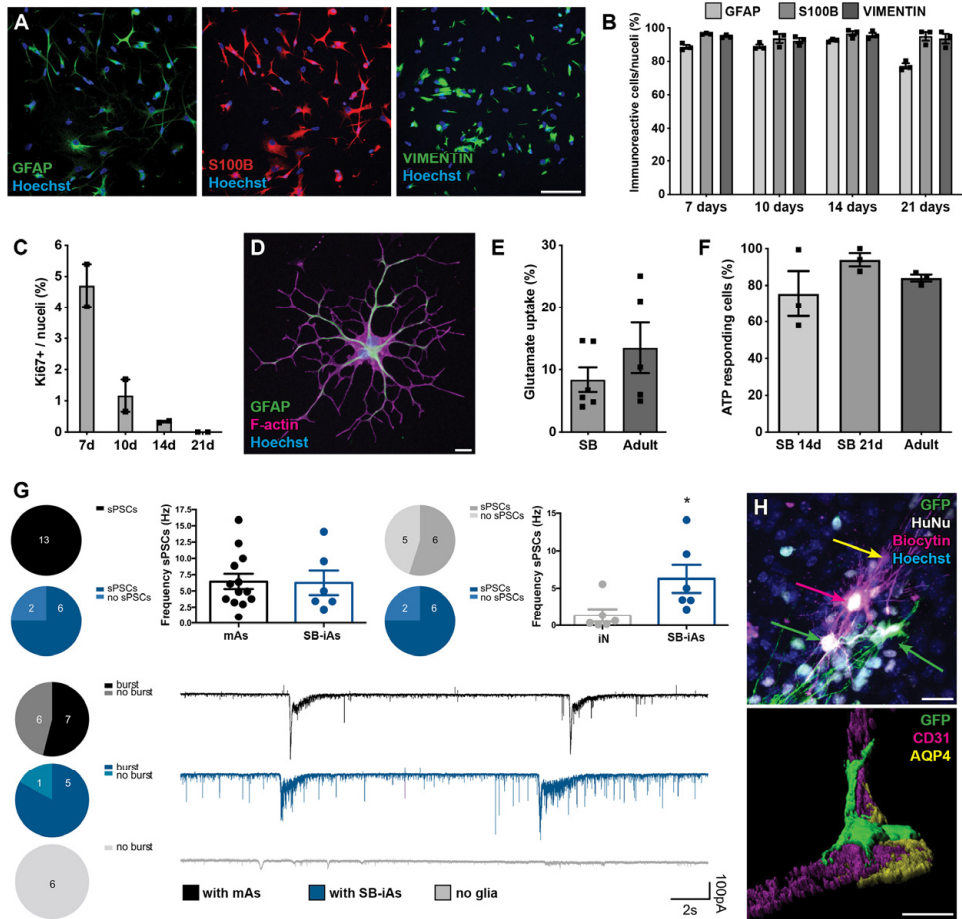 A
GFAP
Hoechst
S100B
Hoechst
VIMENTIN
Hoechst
B
GFAP S100B VIMENTIN
Immunoreactive cells/nuceli (%)
100
80
60
40
20
0
7 days 10 days 14 days 21 days
C
Ki67+ / nuceli (%)
6
5
4
3
2
1
0
7d 10d 14d 21d
D
GFAP
F-actin
Hoechst
E
Glutamate uptake (%)
30
20
10
0
SB Adult
F
ATP responding cells (%)
100
80
60
40
20
0
SB 14d SB 21d Adult
G
sPSCs
13
sPSCs
no sPSCs
2 6
Frequency sPSCs (Hz)
17.5
15.0
12.5
10.0
7.5
5.0
2.5
0
mAs SB-iAs
sPSCs
no sPSCs
5 6
sPSCs
no sPSCs
2 6
Frequency sPSCs (Hz)
15
10
5
0
*
iN SB-iAs
burst
no burst
6 7
burst
no burst
1 5
no burst
6
with mAs with SB-iAs no glia
100pA
2s
H
GFP
HuNu
Biocytin
Hoechst
GFP
CD31
AQP4